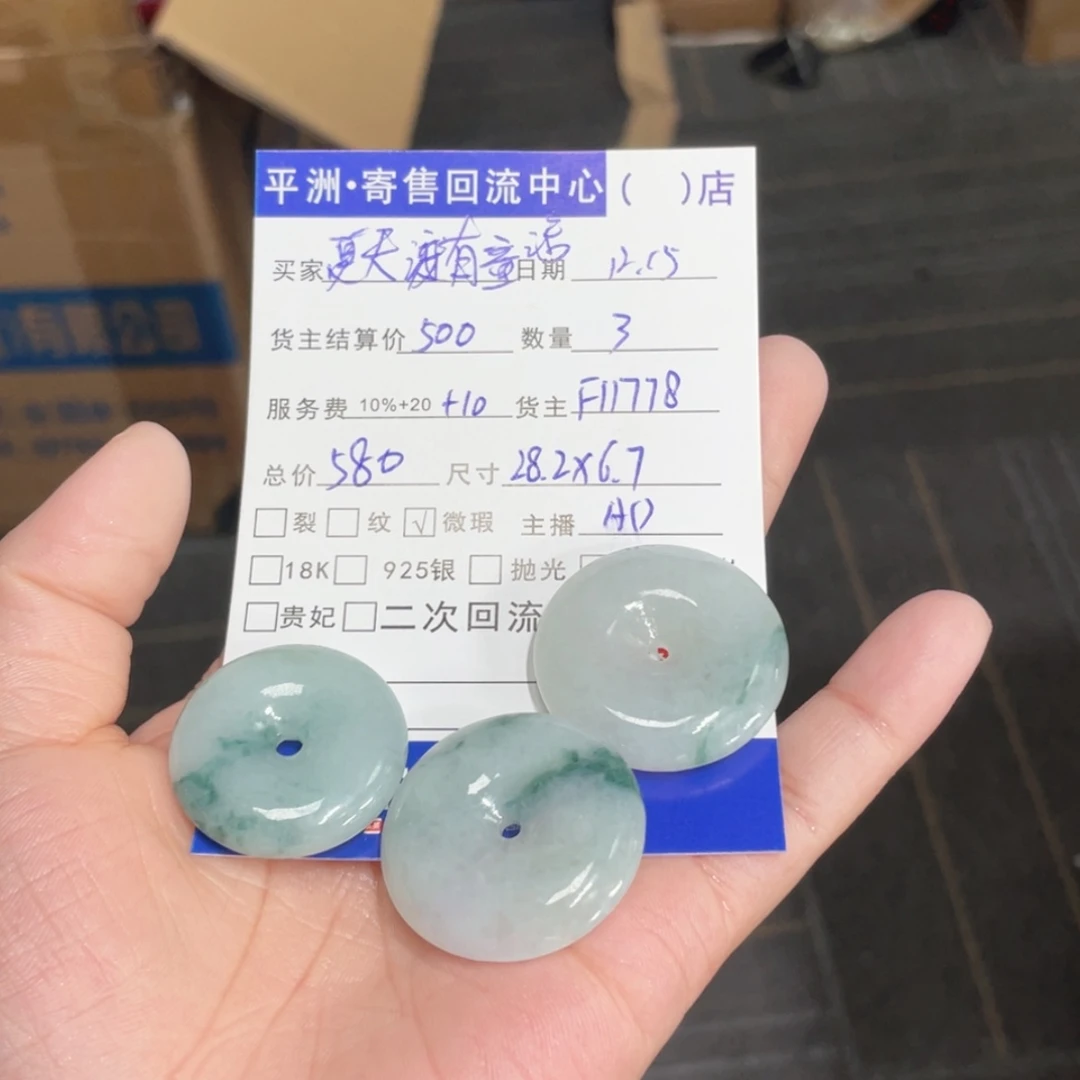 平洲·寄售回流中心( )店
买家 夏天没有童话 日期 12.15
货主结算价 500 数量 3
服务费 10%+20 +10 货主 F11778
总价 580 尺寸 28.2×6.7
□裂 □纹 ☑微瑕 主播 AD
□18K □ 925银 □抛光
□贵妃 □二次回流